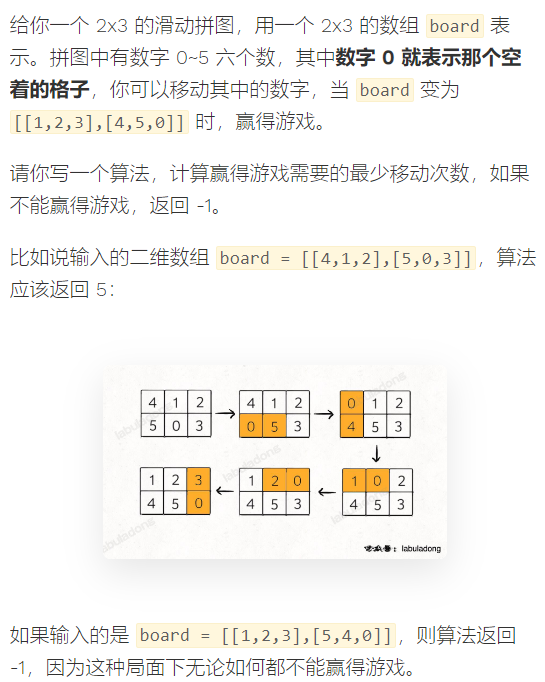 给你一个 2x3 的滑动拼图，用一个 2x3 的数组 board 表
示。拼图中有数字 0~5 六个数，其中数字 0 就表示那个空
着的格子，你可以移动其中的数字，当 board 变为
[[1,2,3],[4,5,0]] 时，赢得游戏。
请你写一个算法，计算赢得游戏需要的最少移动次数，如果
不能赢得游戏，返回 -1。
比如说输入的二维数组 board = [[4,1,2],[5,0,3]]，算法
应该返回 5：
4 1 2 4 1 2 0 1 2
5 0 3 0 5 3 4 5 3
1 2 3 1 2 0 1 0 2
4 5 0 4 5 3 4 5 3
labuladong
labuladong
labuladong
labuladong
：labuladong
如果输入的是 board = [[1,2,3],[5,4,0]]，则算法返回
-1，因为这种局面下无论如何都不能赢得游戏。